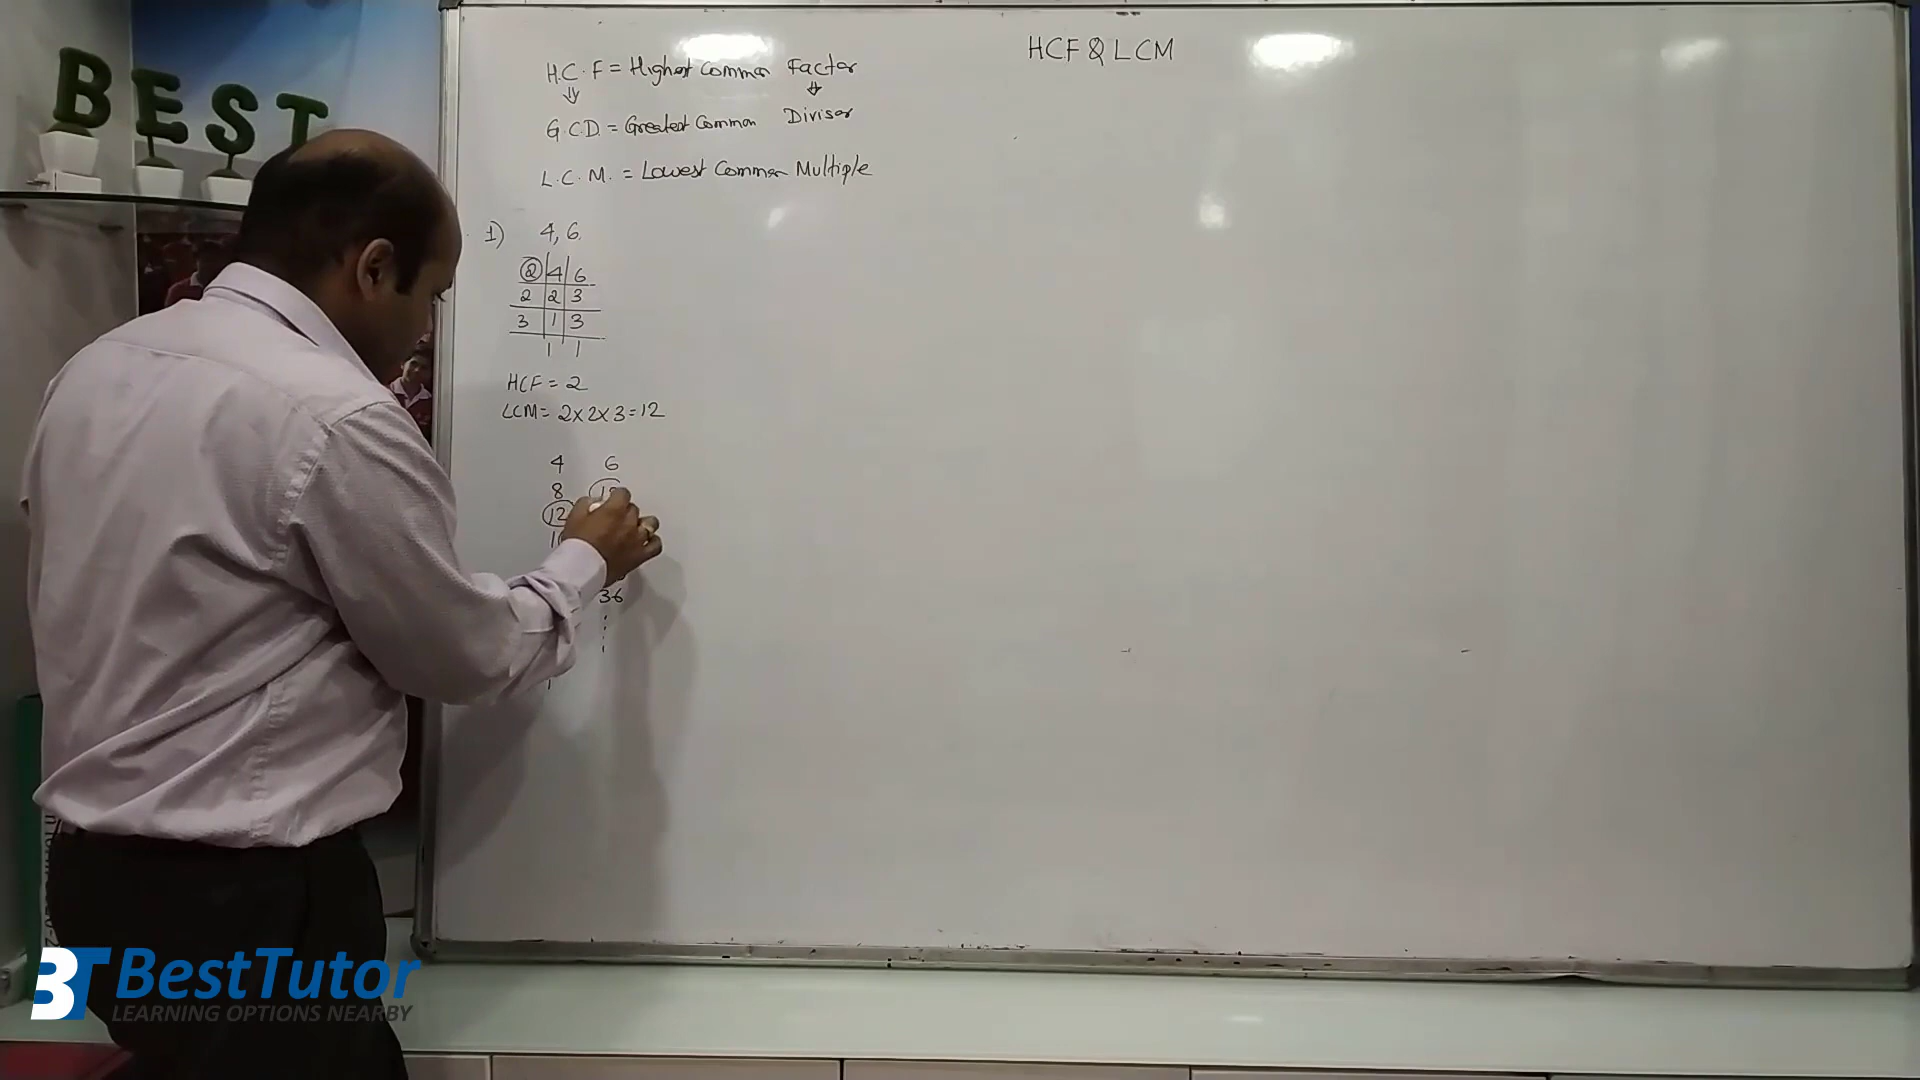 BEST
HCF & LCM
H.C.F = Highest Common Factor
G.C.D. = Greatest Common Divisor
L.C.M. = Lowest Common Multiple
1) 4, 6
2 4 6
2 2 3
3 1 3
1 1
HCF = 2
LCM = 2x2x3=12
4 6
8
12
36
BT BestTutor
LEARNING OPTIONS NEARBY